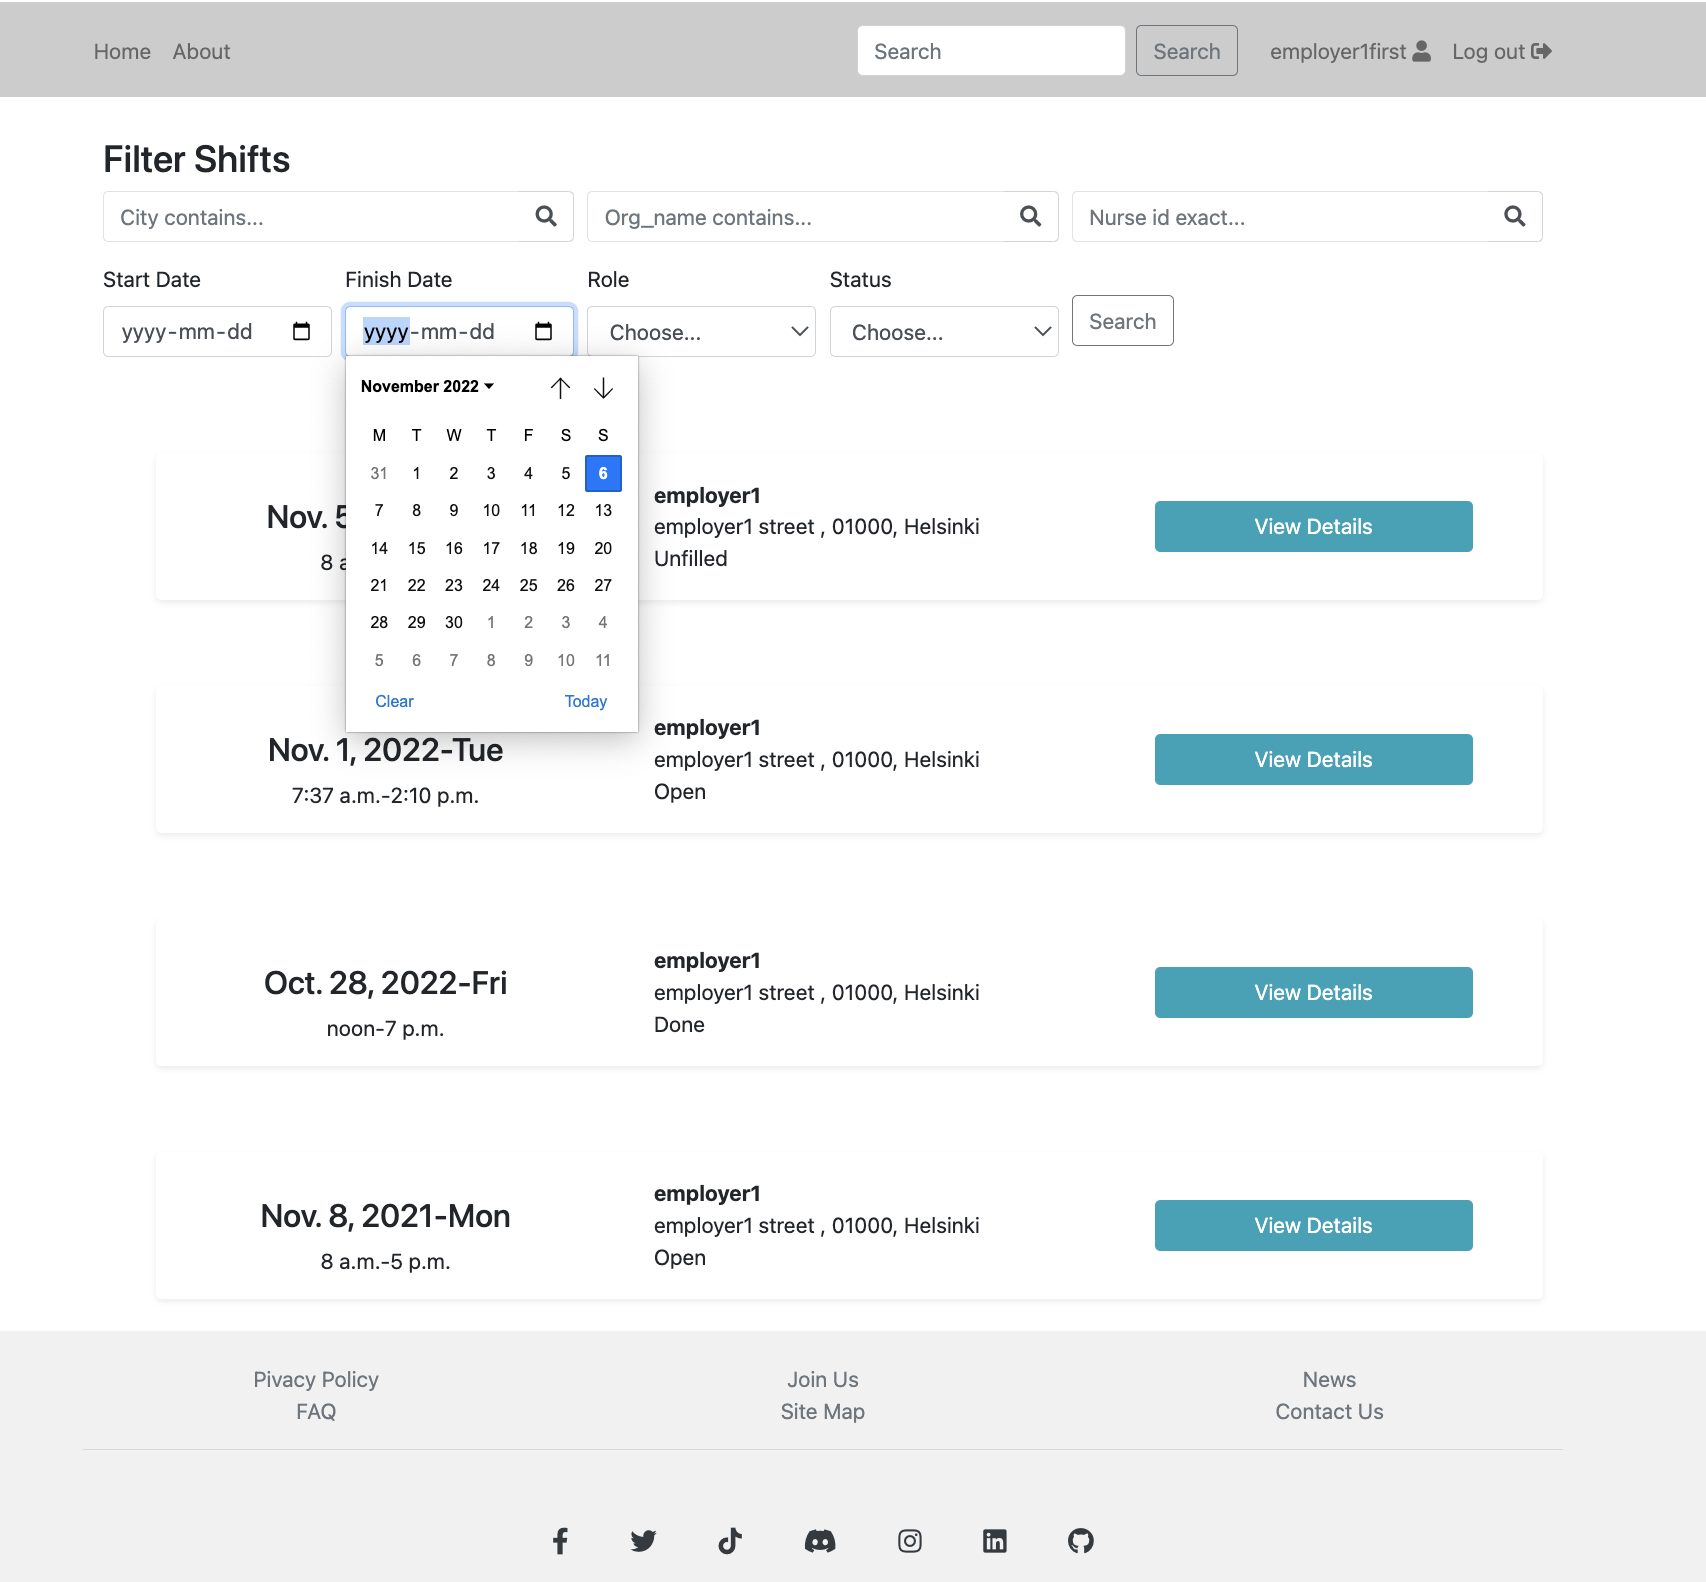 Home About Search Search employer1first Log out
Filter Shifts
City contains... Org_name contains... Nurse id exact...
Start Date Finish Date Role Status
yyyy-mm-dd yyyy-mm-dd Choose... Choose... Search
November 2022
M T W T F S S
31 1 2 3 4 5 6
7 8 9 10 11 12 13
14 15 16 17 18 19 20
21 22 23 24 25 26 27
28 29 30 1 2 3 4
5 6 7 8 9 10 11
Clear Today
Nov. 5
8 a
employer1
employer1 street , 01000, Helsinki
Unfilled
View Details
Nov. 1, 2022-Tue
7:37 a.m.-2:10 p.m.
employer1
employer1 street , 01000, Helsinki
Open
View Details
Oct. 28, 2022-Fri
noon-7 p.m.
employer1
employer1 street , 01000, Helsinki
Done
View Details
Nov. 8, 2021-Mon
8 a.m.-5 p.m.
employer1
employer1 street , 01000, Helsinki
Open
View Details
Pivacy Policy Join Us News
FAQ Site Map Contact Us